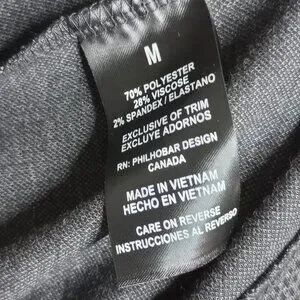 M
70% POLYESTER
28% VISCOSE
2% SPANDEX / ELASTANO
EXCLUSIVE OF TRIM
EXCLUYE ADORNOS
RN: PHILHOBAR DESIGN
CANADA
MADE IN VIETNAM
HECHO EN VIETNAM
CARE ON REVERSE
INSTRUCCIONES AL REVERSO